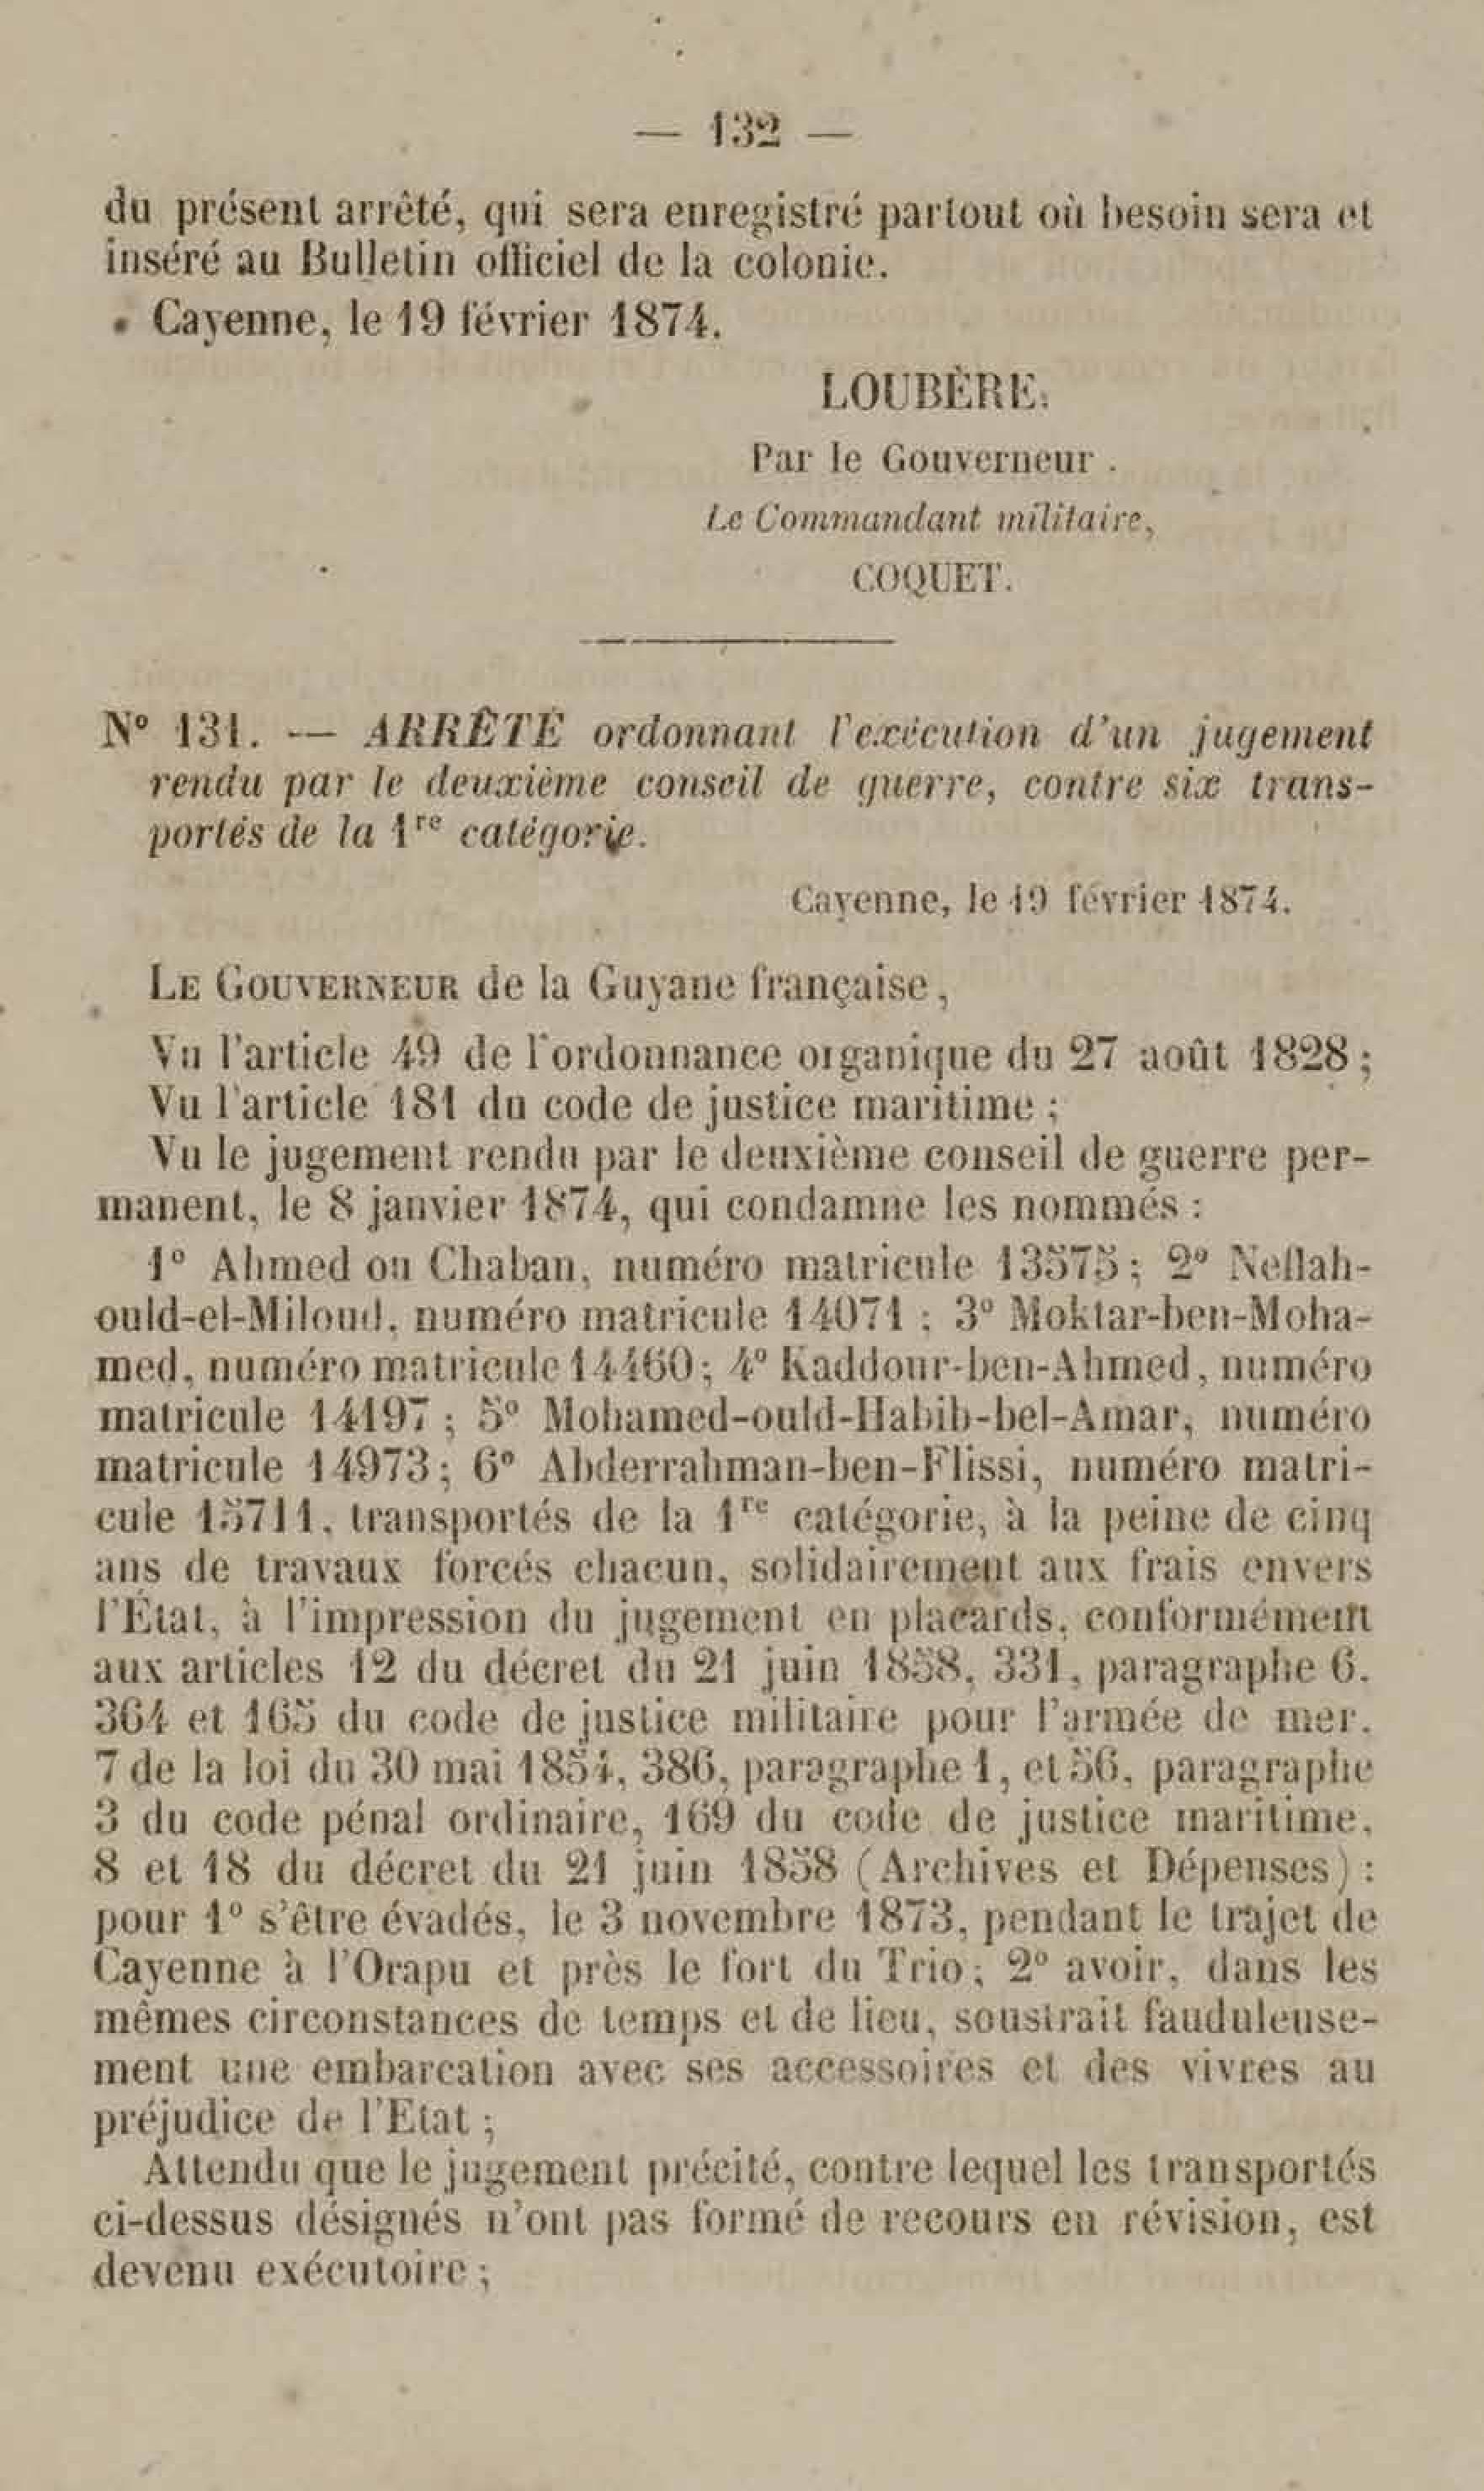 — 132 —
du présent arrêté, qui sera enregistré partout où besoin sera et
inséré au Bulletin officiel de la colonie.
Cayenne, le 19 février 1874.
LOUBÈRE.
Par le Gouverneur.
Le Commandant militaire,
COQUET.
N° 131. — ARRÊTÉ ordonnant l'exécution d'un jugement
rendu par le deuxième conseil de guerre, contre six trans-
portés de la 1re catégorie.
Cayenne, le 19 février 1874.
LE GOUVERNEUR de la Guyane française,
Vu l'article 49 de l'ordonnance organique du 27 août 1828;
Vu l'article 181 du code de justice maritime;
Vu le jugement rendu par le deuxième conseil de guerre per-
manent, le 8 janvier 1874, qui condamne les nommés :
1° Ahmed ou Chaban, numéro matricule 13575; 2° Neflah-
ould-el-Miloud, numéro matricule 14071; 3° Moktar-ben-Moha-
med, numéro matricule 14460; 4° Kaddour-ben-Ahmed, numéro
matricule 14197; 5° Mohamed-ould-Habib-bel-Amar, numéro
matricule 14973; 6° Abderrahman-ben-Flissi, numéro matri-
cule 15711, transportés de la 1re catégorie, à la peine de cinq
ans de travaux forcés chacun, solidairement aux frais envers
l'État, à l'impression du jugement en placards, conformément
aux articles 12 du décret du 21 juin 1858, 331, paragraphe 6,
364 et 165 du code de justice militaire pour l'armée de mer,
7 de la loi du 30 mai 1854, 386, paragraphe 1, et 56, paragraphe
3 du code pénal ordinaire, 169 du code de justice maritime,
8 et 18 du décret du 21 juin 1858 (Archives et Dépenses) :
pour 1° s'être évadés, le 3 novembre 1873, pendant le trajet de
Cayenne à l'Orapu et près le fort du Trio; 2° avoir, dans les
mêmes circonstances de temps et de lieu, soustrait fauduleuse-
ment une embarcation avec ses accessoires et des vivres au
préjudice de l'Etat;
Attendu que le jugement précité, contre lequel les transportés
ci-dessus désignés n'ont pas formé de recours en révision, est
devenu exécutoire;